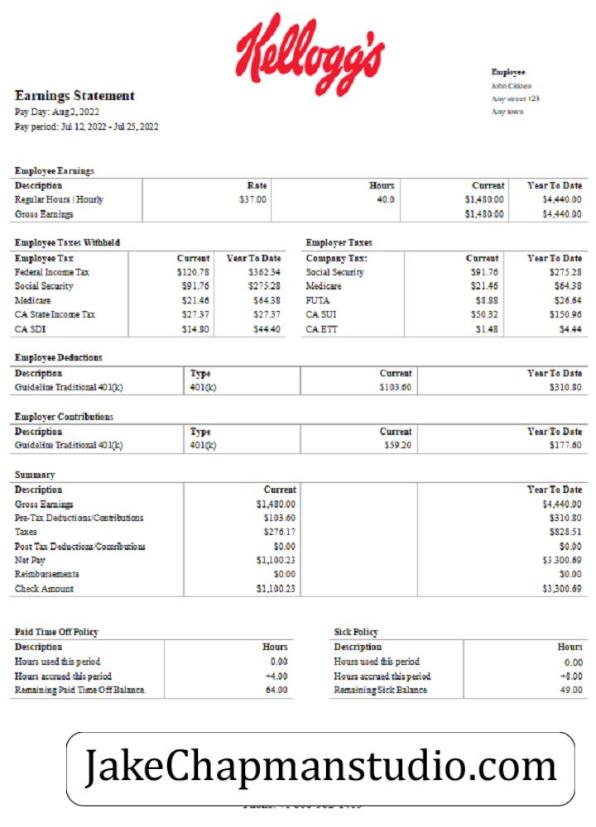 Kellogg's
Employee
John Citizen
Any street 123
Any town
Earnings Statement
Pay Day: Aug 2, 2022
Pay period: Jul 12, 2022 - Jul 25, 2022
Employee Earnings
Description Rate Hours Current Year To Date
Regular Hours | Hourly $37.00 40.0 $1,480.00 $4,440.00
Gross Earnings $1,480.00 $4,440.00
Employee Taxes Withheld Employer Taxes
Employee Tax Current Year To Date Company Tax: Current Year To Date
Federal Income Tax $120.78 $362.34 Social Security $91.76 $275.28
Social Security $91.76 $275.28 Medicare $21.46 $64.38
Medicare $21.46 $64.38 FUTA $8.88 $26.64
CA State Income Tax $27.37 $27.37 CA SUI $50.32 $150.96
CA SDI $14.80 $44.40 CA ETT $1.48 $4.44
Employee Deductions
Description Type Current Year To Date
Guideline Traditional 401(k) 401(k) $103.60 $310.80
Employer Contributions
Description Type Current Year To Date
Guideline Traditional 401(k) 401(k) $59.20 $177.60
Summary
Description Current Year To Date
Gross Earnings $1,480.00 $4,440.00
Pre-Tax Deductions/Contributions $103.60 $310.80
Taxes $276.17 $828.51
Post Tax Deductions/Contributions $0.00 $0.00
Net Pay $1,100.23 $3,300.69
Reimbursements $0.00 $0.00
Check Amount $1,100.23 $3,300.69
Paid Time Off Policy Sick Policy
Description Hours Description Hours
Hours used this period 0.00 Hours used this period 0.00
Hours accrued this period +4.00 Hours accrued this period +8.00
Remaining Paid Time Off Balance 64.00 Remaining Sick Balance 49.00
JakeChapmanstudio.com